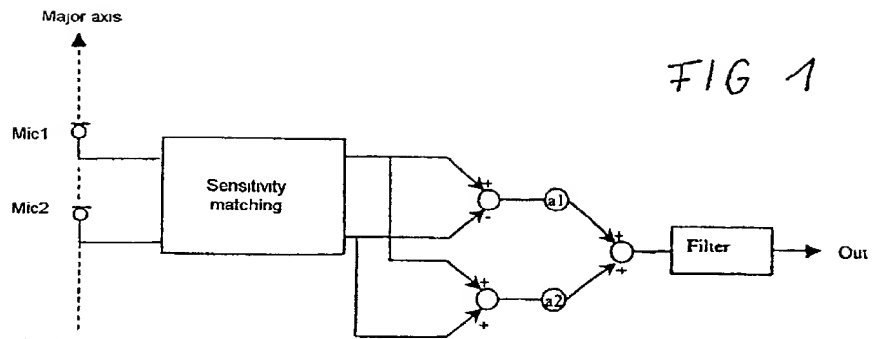 Major axis
FIG 1
Mic1
Mic2
Sensitivity
matching
+
-
a1
+
+
Filter
Out
+
+
a2